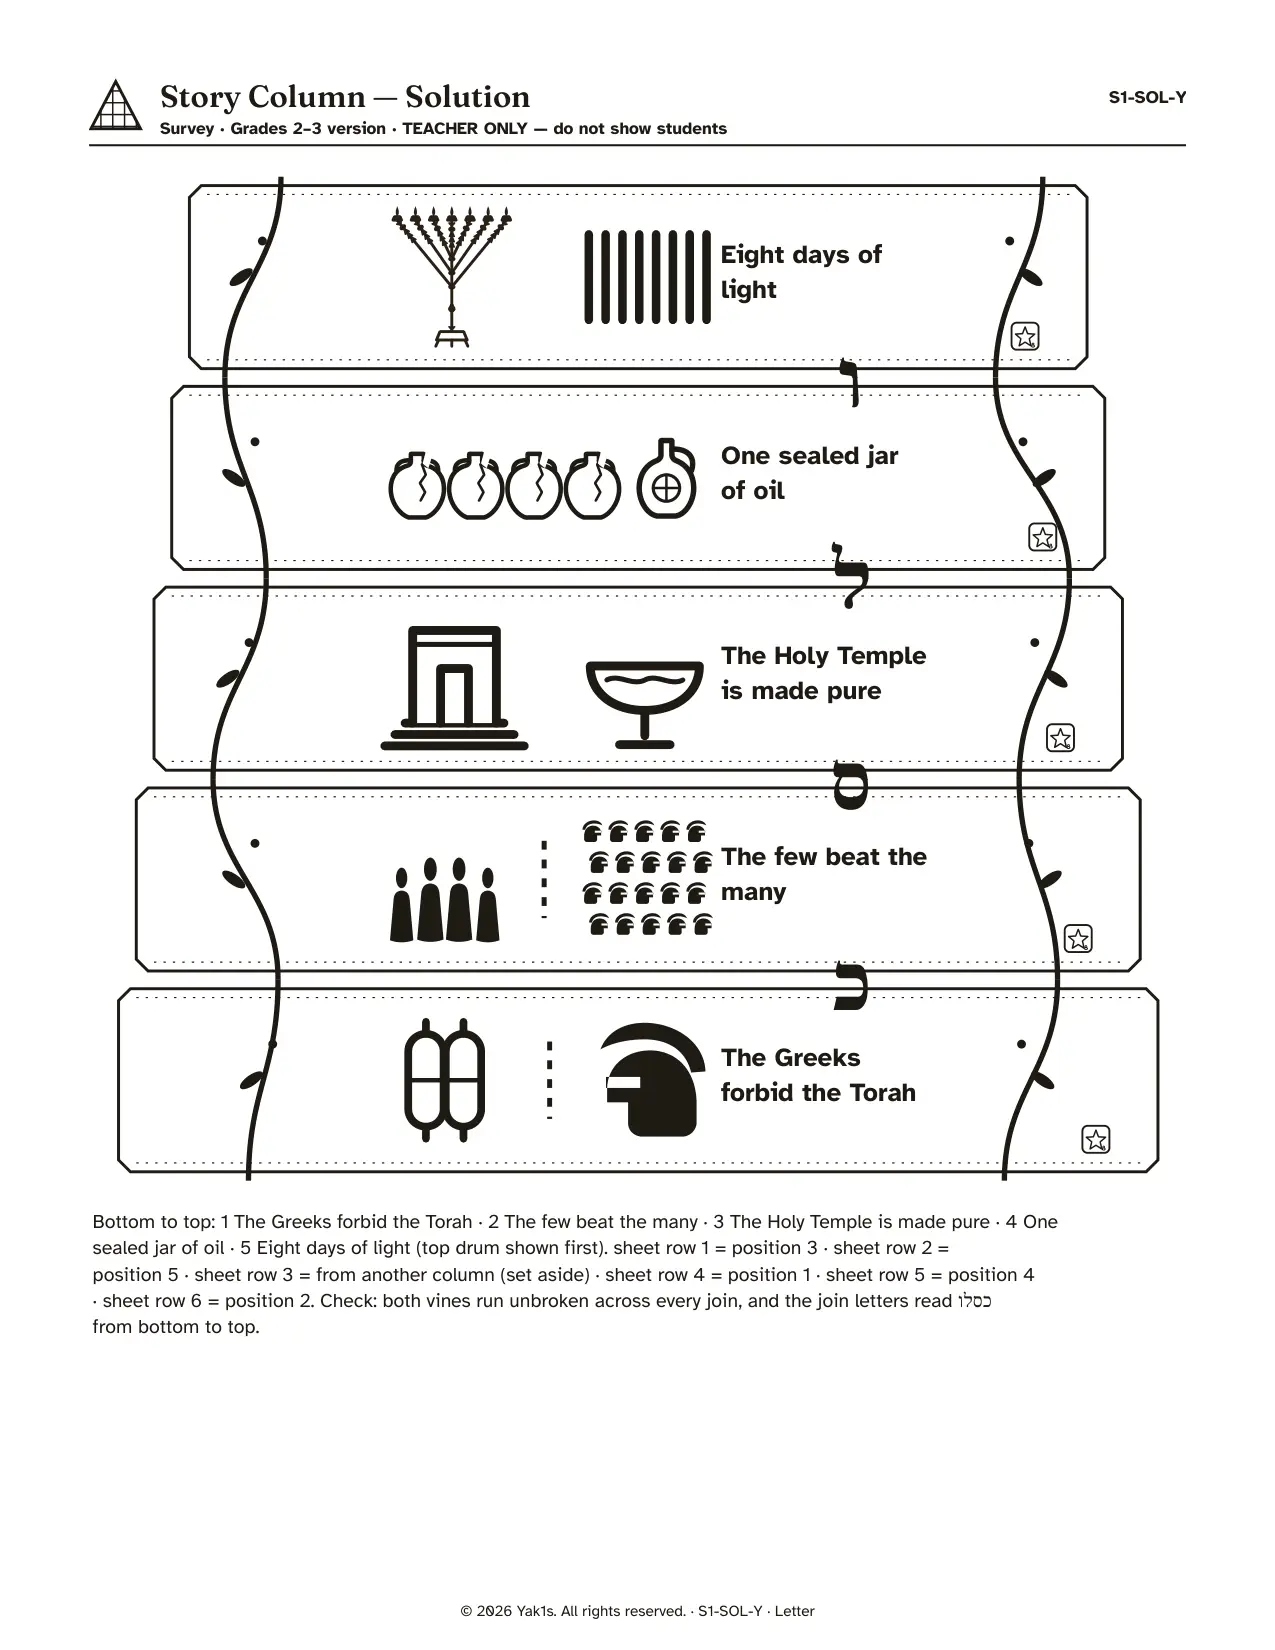 Story Column — Solution
S1-SOL-Y
Survey · Grades 2–3 version · TEACHER ONLY — do not show students
Eight days of
light
ו
One sealed jar
of oil
ל
The Holy Temple
is made pure
ס
The few beat the
many
כ
The Greeks
forbid the Torah
Bottom to top: 1 The Greeks forbid the Torah · 2 The few beat the many · 3 The Holy Temple is made pure · 4 One
sealed jar of oil · 5 Eight days of light (top drum shown first). sheet row 1 = position 3 · sheet row 2 =
position 5 · sheet row 3 = from another column (set aside) · sheet row 4 = position 1 · sheet row 5 = position 4
· sheet row 6 = position 2. Check: both vines run unbroken across every join, and the join letters read כסלו
from bottom to top.
© 2026 Yak1s. All rights reserved. · S1-SOL-Y · Letter